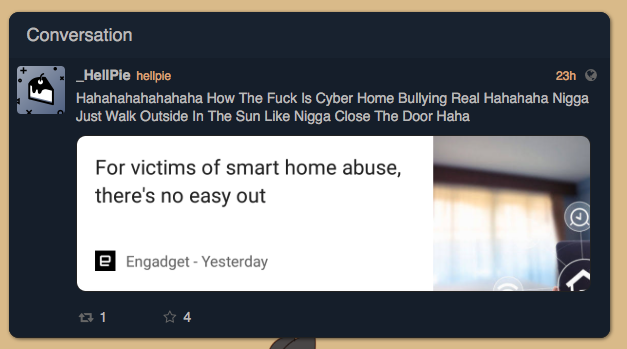 Conversation
_HellPie hellpie 23h
Hahahahahahaha How The Fuck Is Cyber Home Bullying Real Hahahaha Nigga
Just Walk Outside In The Sun Like Nigga Close The Door Haha
For victims of smart home abuse,
there's no easy out
Engadget - Yesterday
1 4